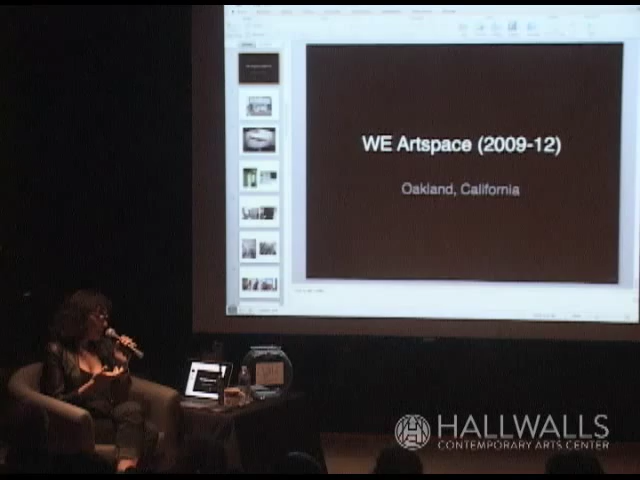 WE Artspace (2009-12)
Oakland, California
HALLWALLS
CONTEMPORARY ARTS CENTER